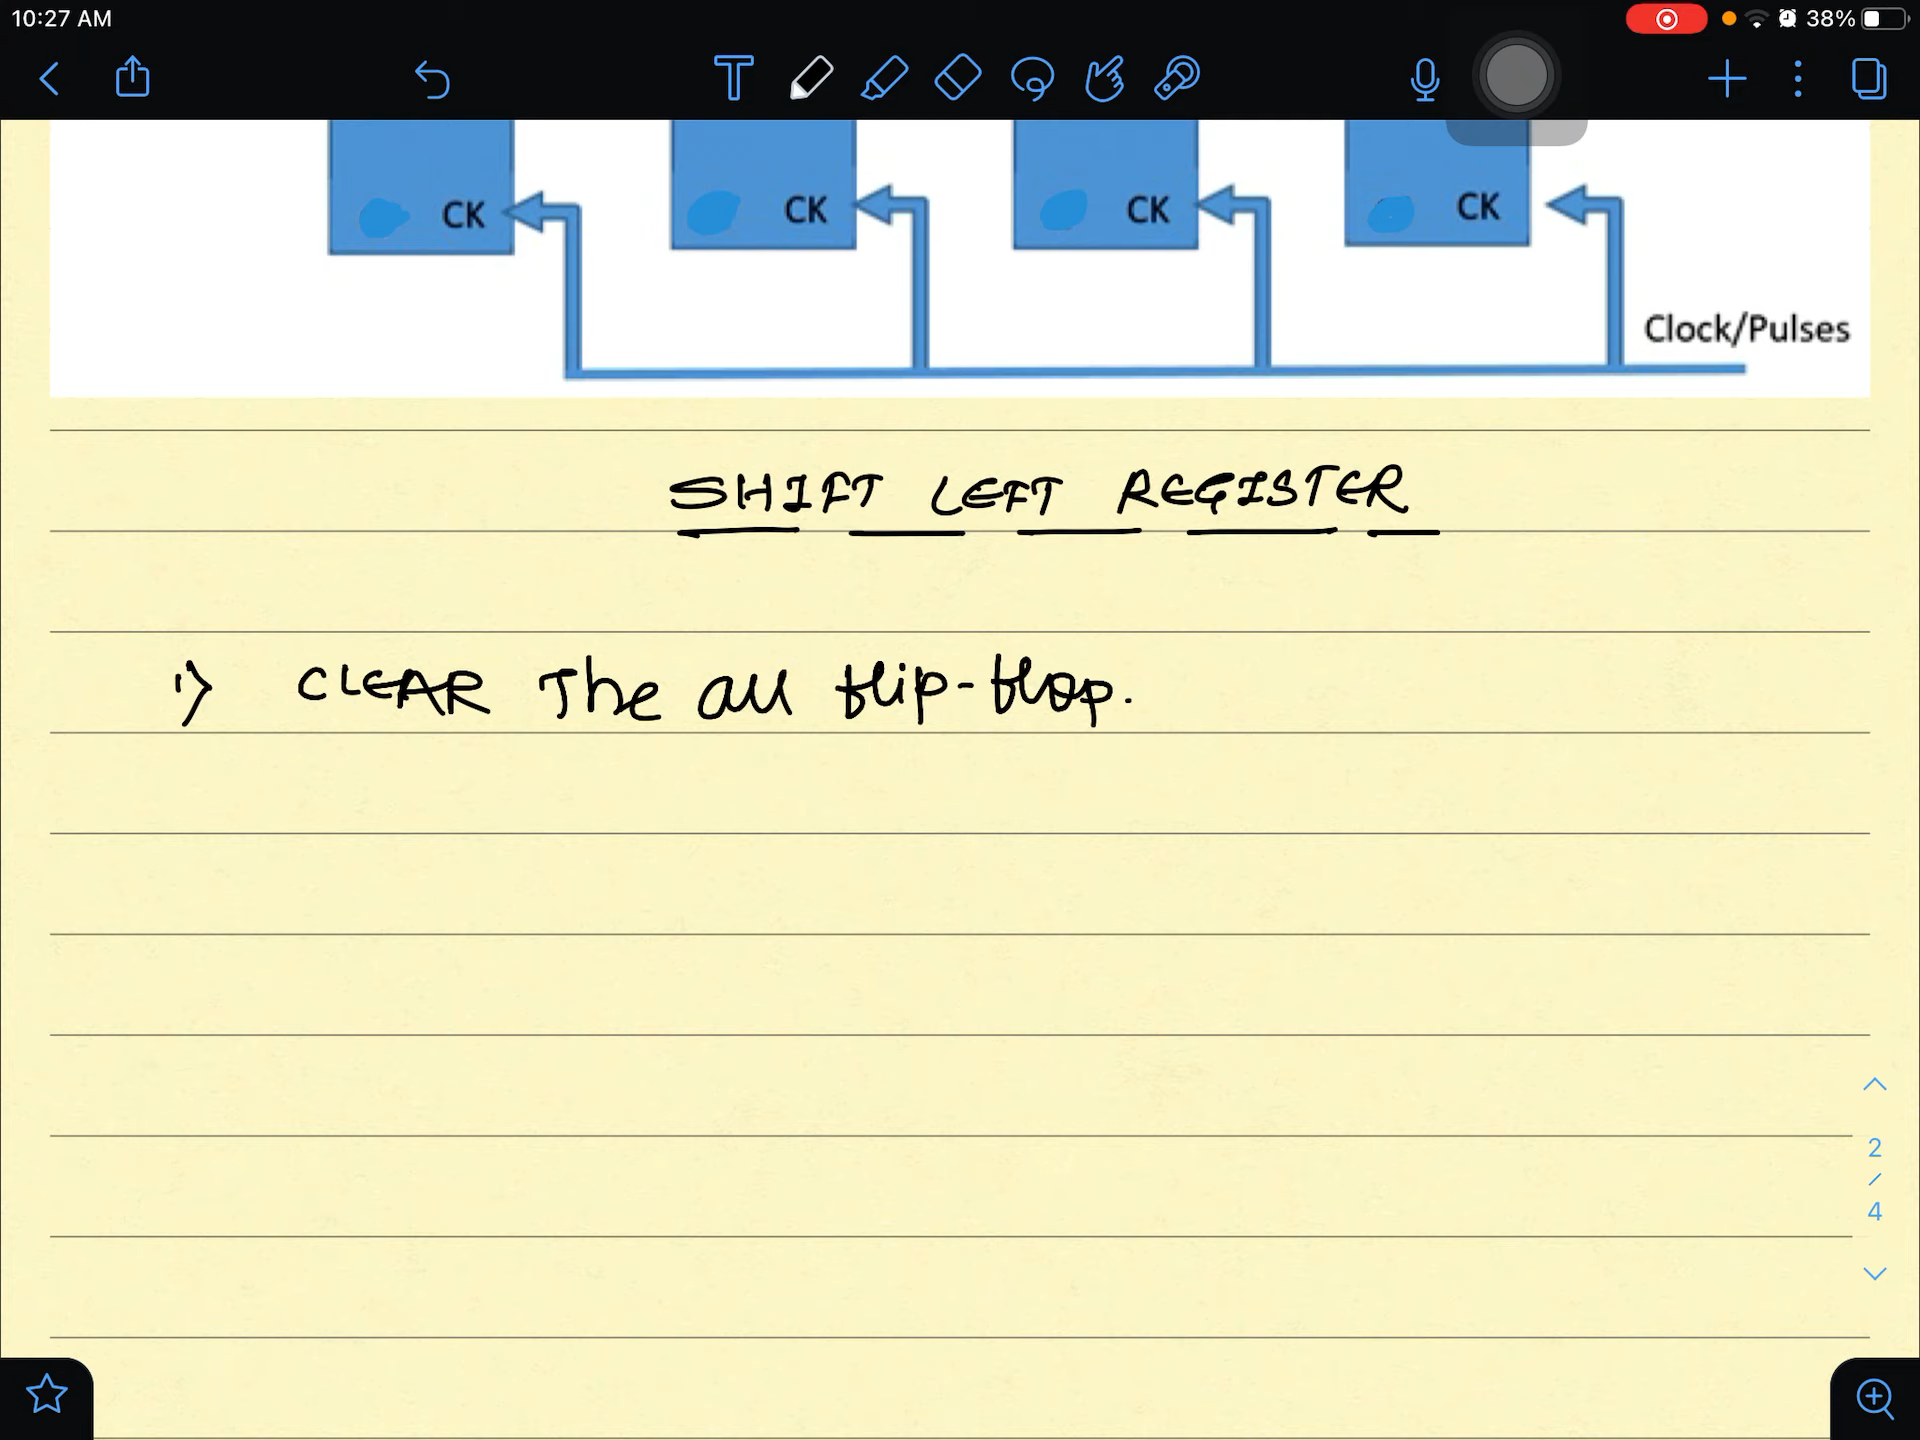 10:27 AM
38%
T
CK CK CK CK
Clock/Pulses
SHIFT LEFT REGISTER
1) CLEAR The all flip-flop.
2
/
4